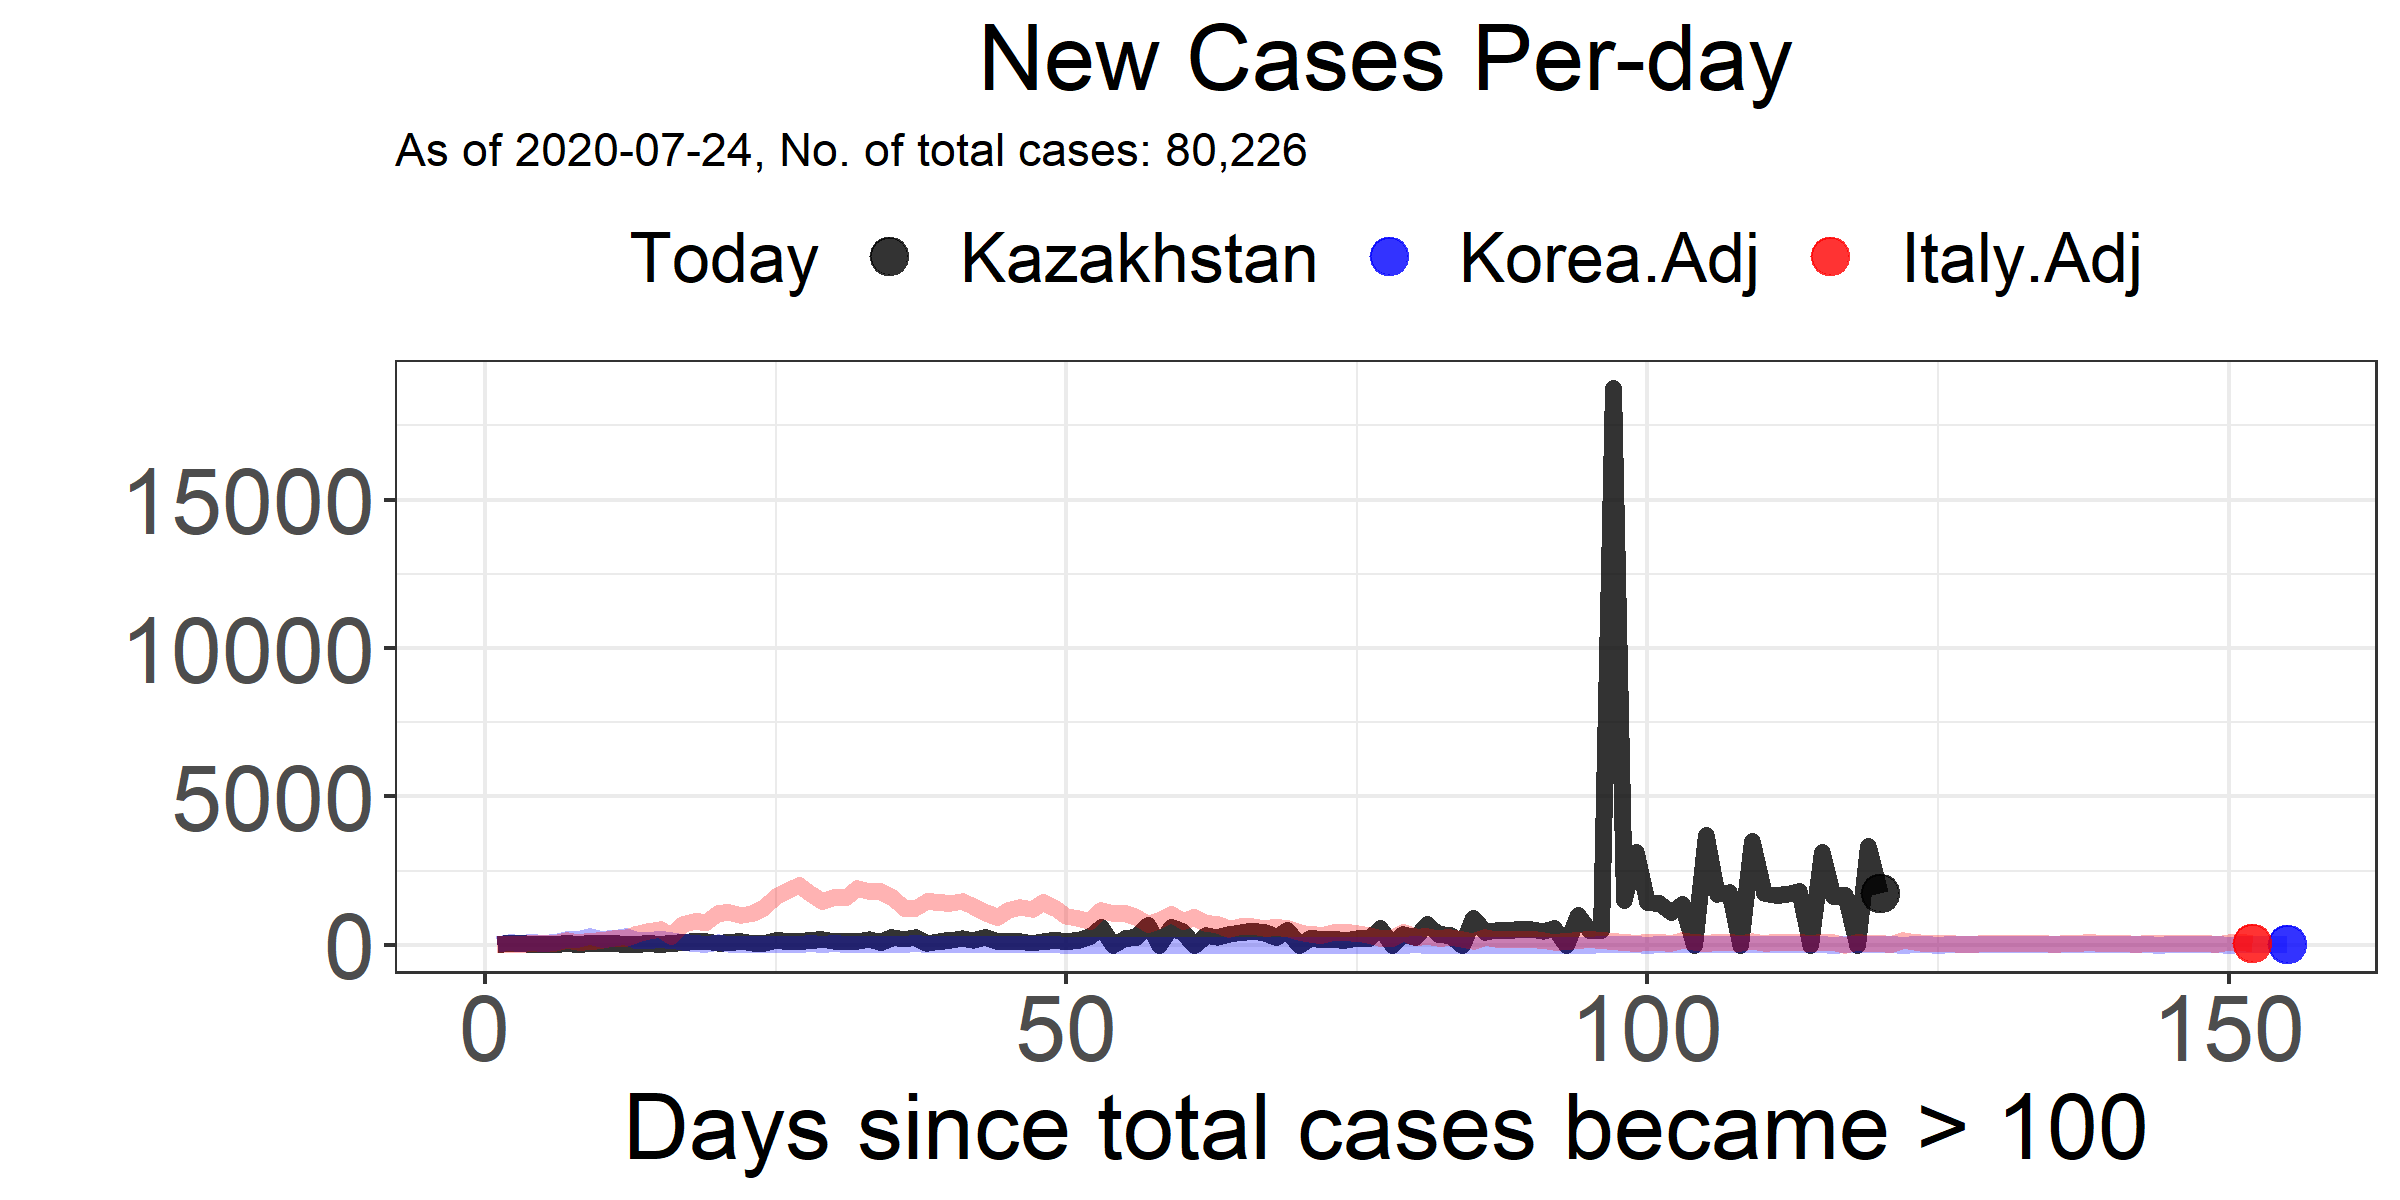 New Cases Per-day
As of 2020-07-24, No. of total cases: 80,226
Today Kazakhstan Korea.Adj Italy.Adj
15000
10000
5000
0
0 50 100 150
Days since total cases became > 100